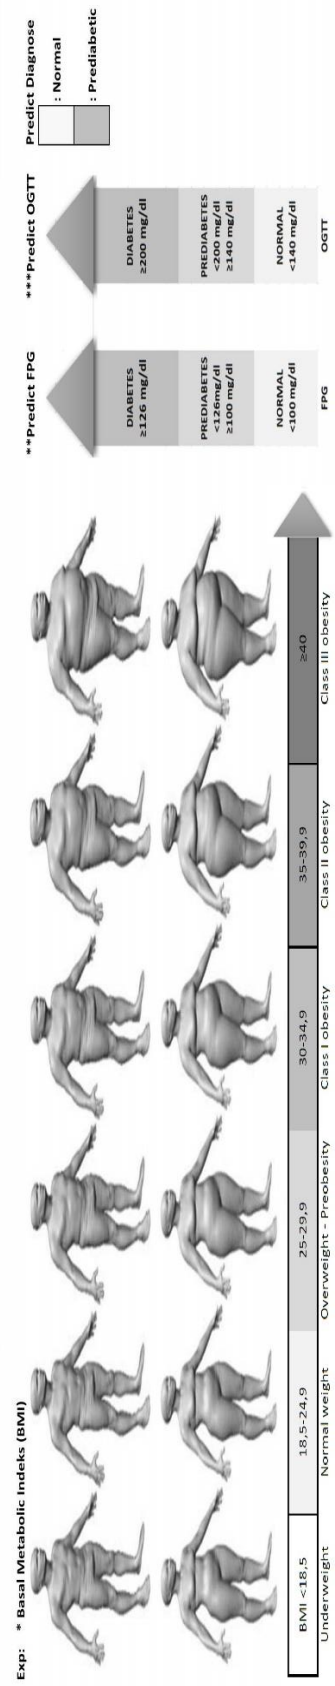 Exp: * Basal Metabolic Indeks (BMI)
BMI <18,5
18,5-24,9
25-29,9
30-34,9
35-39,9
≥40
Underweight
Normal weight
Overweight - Preobesity
Class I obesity
Class II obesity
Class III obesity
**Predict FPG
DIABETES
≥126 mg/dl
PREDIABETES
<126mg/dl
≥100 mg/dl
NORMAL
<100 mg/dl
FPG
***Predict OGTT
DIABETES
≥200 mg/dl
PREDIABETES
<200 mg/dl
≥140 mg/dl
NORMAL
<140 mg/dl
OGTT
Predict Diagnose
: Normal
: Prediabetic